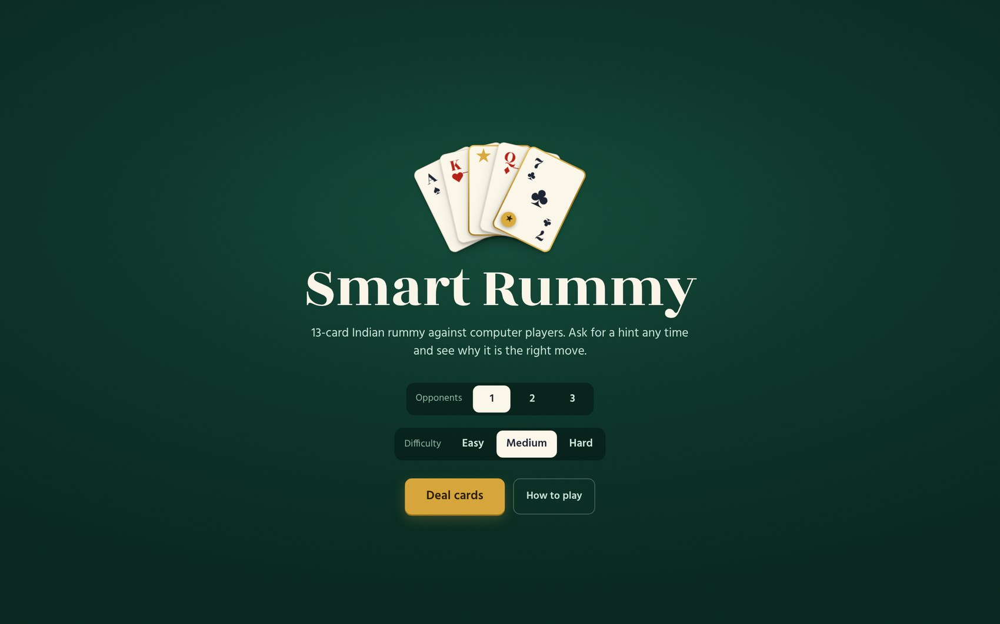 A
K
Q
7
7
Smart Rummy
13-card Indian rummy against computer players. Ask for a hint any time
and see why it is the right move.
Opponents 1 2 3
Difficulty Easy Medium Hard
Deal cards How to play